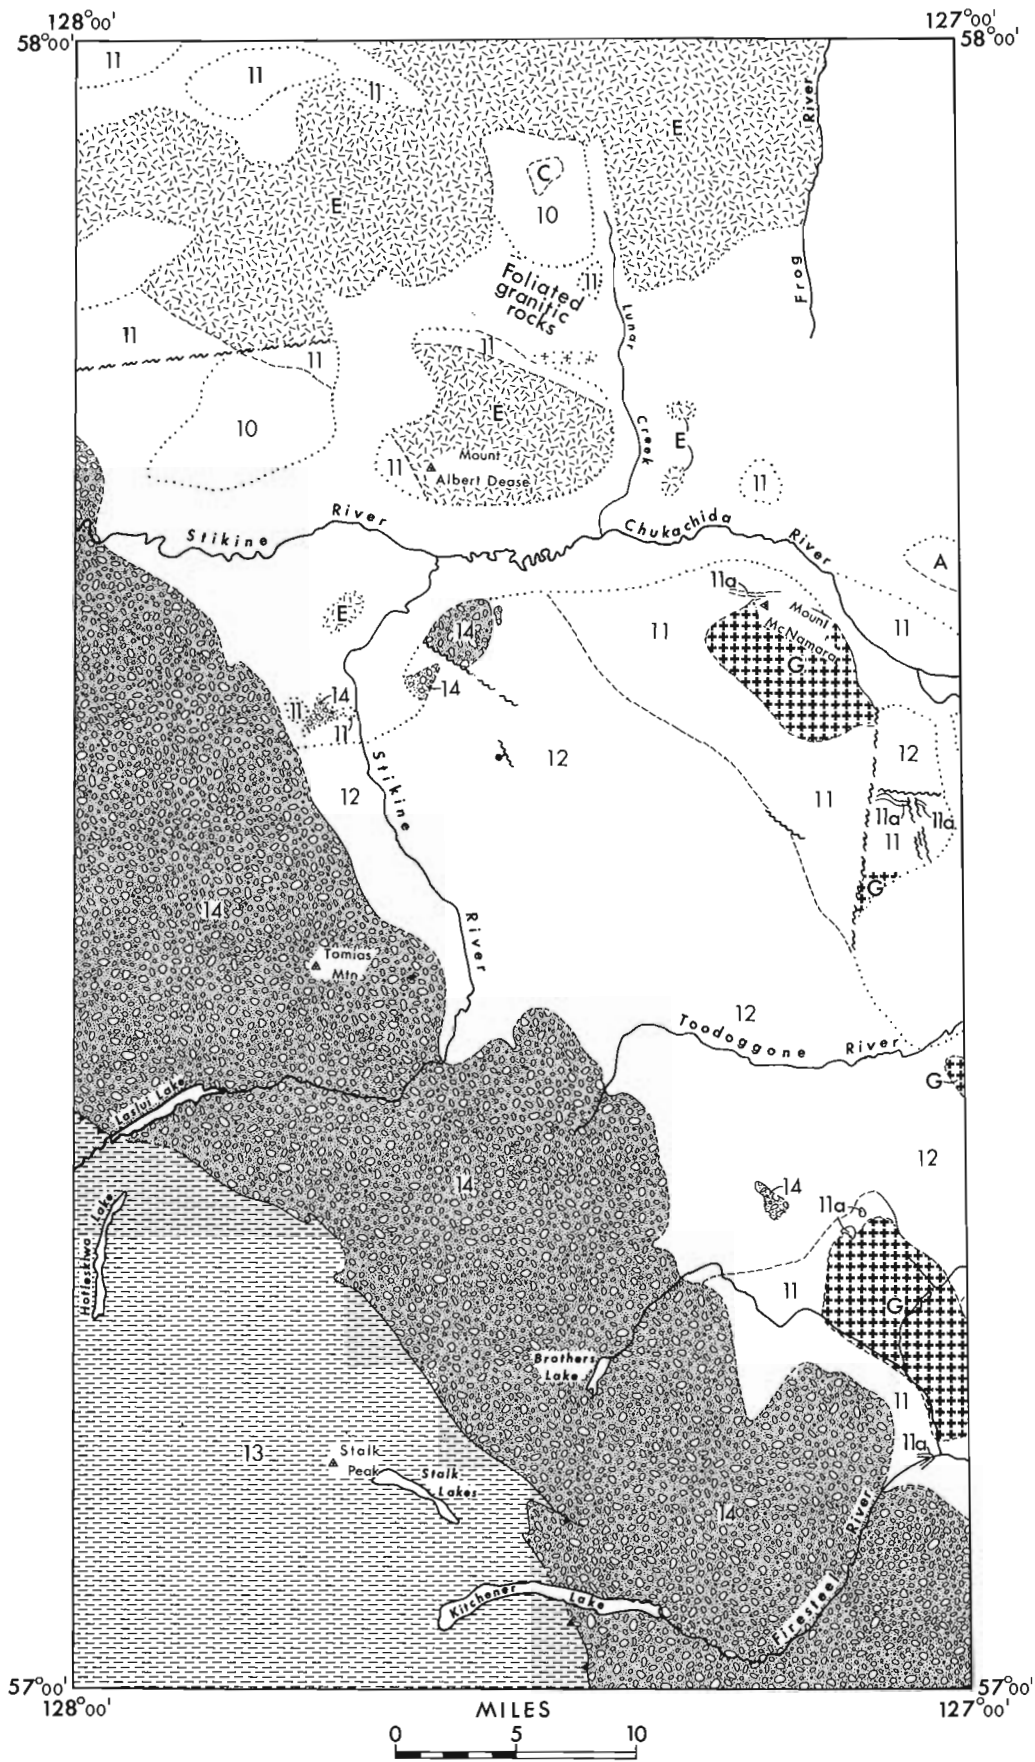 128°00'
127°00'
58°00'
58°00'
11
11
11
River
E
C
10
E
Frog
Foliated
granitic
rocks
11
Lunar
11
11
11
E
10
Creek
E
Mount
Albert Dease
11
11
River
Stikine
Chukachida
River
A
11a
E
14
11
Mount
McNamara
11
G
14
14
11
11
12
12
Stikine
12
11
11a
11a
11
G
14
River
Tomias
Mtn
12
Toodoggone River
G
Laslui Lake
12
14
14
11a
Hotleskiwa Lake
11
G
Brothers
Lake
11
11a
13
Stalk
Peak
Stalk
Lakes
14
Firesteel River
Kitchener Lake
57°00'
57°00'
128°00'
127°00'
MILES
0 5 10